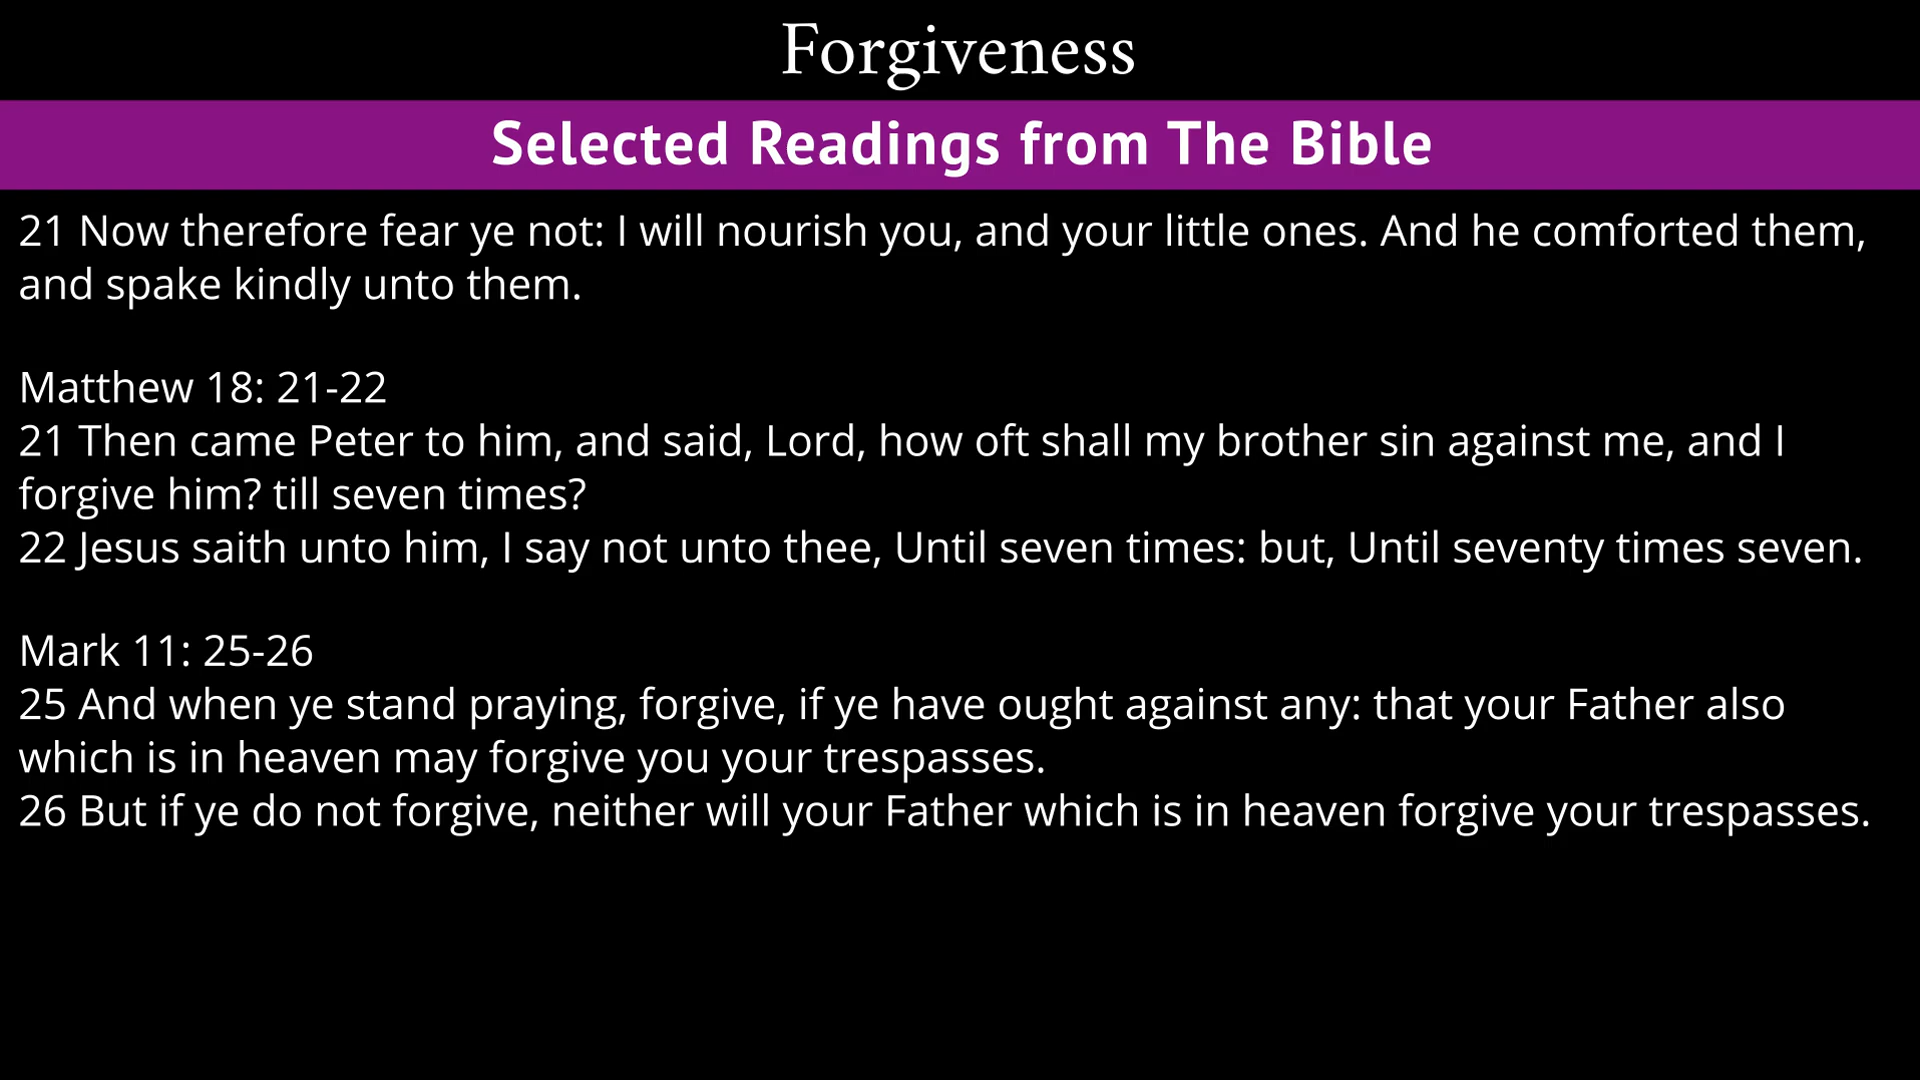 Forgiveness
Selected Readings from The Bible
21 Now therefore fear ye not: I will nourish you, and your little ones. And he comforted them,
and spake kindly unto them.
Matthew 18: 21-22
21 Then came Peter to him, and said, Lord, how oft shall my brother sin against me, and I
forgive him? till seven times?
22 Jesus saith unto him, I say not unto thee, Until seven times: but, Until seventy times seven.
Mark 11: 25-26
25 And when ye stand praying, forgive, if ye have ought against any: that your Father also
which is in heaven may forgive you your trespasses.
26 But if ye do not forgive, neither will your Father which is in heaven forgive your trespasses.